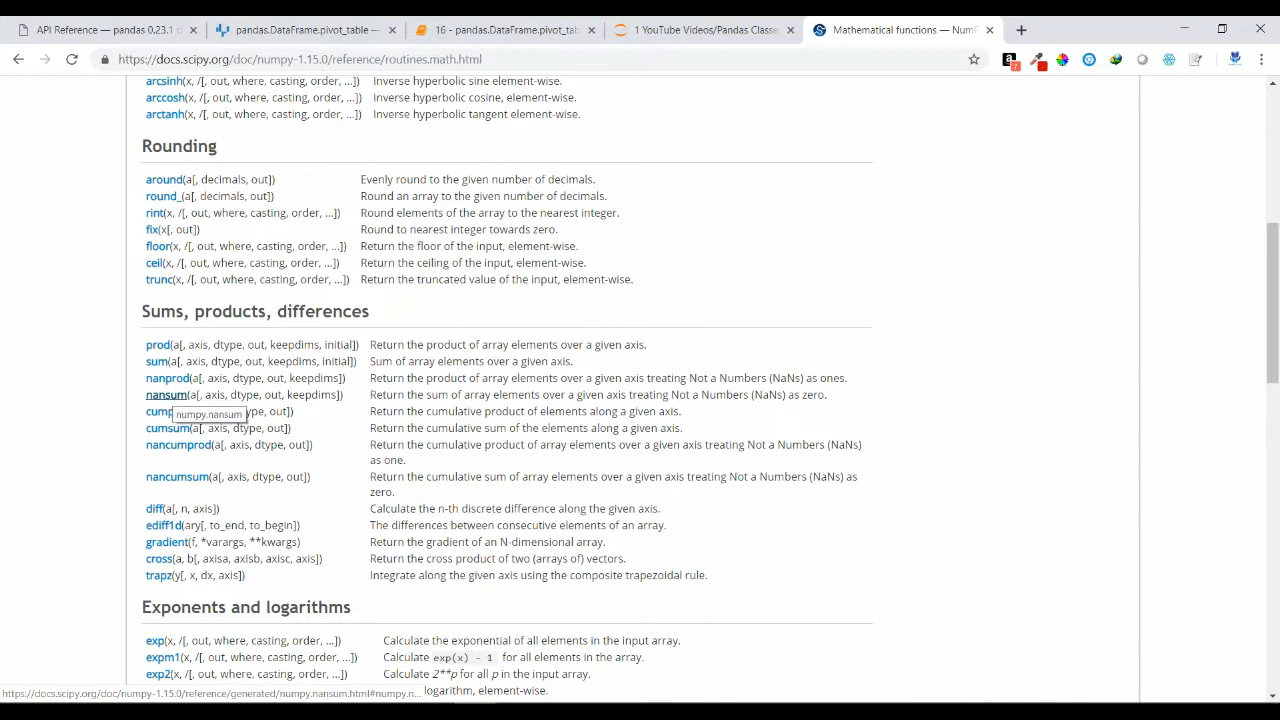 API Reference — pandas 0.23.1 c
pandas.DataFrame.pivot_table —
16 - pandas.DataFrame.pivot_tab
1 YouTube Videos/Pandas Classe
Mathematical functions — NumP
https://docs.scipy.org/doc/numpy-1.15.0/reference/routines.math.html
arcsinh(x, /[, out, where, casting, order, ...]) Inverse hyperbolic sine element-wise.
arccosh(x, /[, out, where, casting, order, ...]) Inverse hyperbolic cosine, element-wise.
arctanh(x, /[, out, where, casting, order, ...]) Inverse hyperbolic tangent element-wise.
Rounding
around(a[, decimals, out]) Evenly round to the given number of decimals.
round_(a[, decimals, out]) Round an array to the given number of decimals.
rint(x, /[, out, where, casting, order, ...]) Round elements of the array to the nearest integer.
fix(x[, out]) Round to nearest integer towards zero.
floor(x, /[, out, where, casting, order, ...]) Return the floor of the input, element-wise.
ceil(x, /[, out, where, casting, order, ...]) Return the ceiling of the input, element-wise.
trunc(x, /[, out, where, casting, order, ...]) Return the truncated value of the input, element-wise.
Sums, products, differences
prod(a[, axis, dtype, out, keepdims, initial]) Return the product of array elements over a given axis.
sum(a[, axis, dtype, out, keepdims, initial]) Sum of array elements over a given axis.
nanprod(a[, axis, dtype, out, keepdims]) Return the product of array elements over a given axis treating Not a Numbers (NaNs) as ones.
nansum(a[, axis, dtype, out, keepdims]) Return the sum of array elements over a given axis treating Not a Numbers (NaNs) as zero.
cump ype, out]) Return the cumulative product of elements along a given axis.
numpy.nansum
cumsum(a[, axis, dtype, out]) Return the cumulative sum of the elements along a given axis.
nancumprod(a[, axis, dtype, out]) Return the cumulative product of array elements over a given axis treating Not a Numbers (NaNs)
as one.
nancumsum(a[, axis, dtype, out]) Return the cumulative sum of array elements over a given axis treating Not a Numbers (NaNs) as
zero.
diff(a[, n, axis]) Calculate the n-th discrete difference along the given axis.
ediff1d(ary[, to_end, to_begin]) The differences between consecutive elements of an array.
gradient(f, *varargs, **kwargs) Return the gradient of an N-dimensional array.
cross(a, b[, axisa, axisb, axisc, axis]) Return the cross product of two (arrays of) vectors.
trapz(y[, x, dx, axis]) Integrate along the given axis using the composite trapezoidal rule.
Exponents and logarithms
exp(x, /[, out, where, casting, order, ...]) Calculate the exponential of all elements in the input array.
expm1(x, /[, out, where, casting, order, ...]) Calculate exp(x) - 1 for all elements in the array.
exp2(x, /[, out, where, casting, order, ...]) Calculate 2**p for all p in the input array.
https://docs.scipy.org/doc/numpy-1.15.0/reference/generated/numpy.nansum.html#numpy.n... logarithm, element-wise.